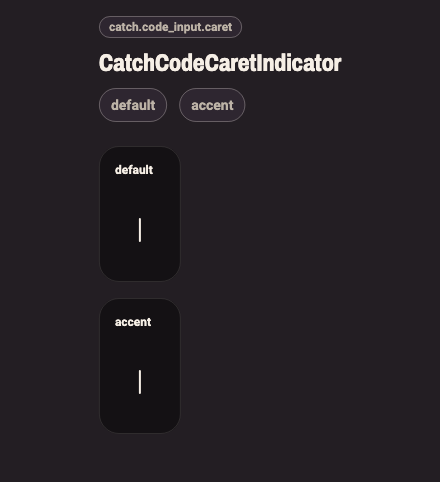 catch.code_input.caret
CatchCodeCaretIndicator
default accent
default
accent